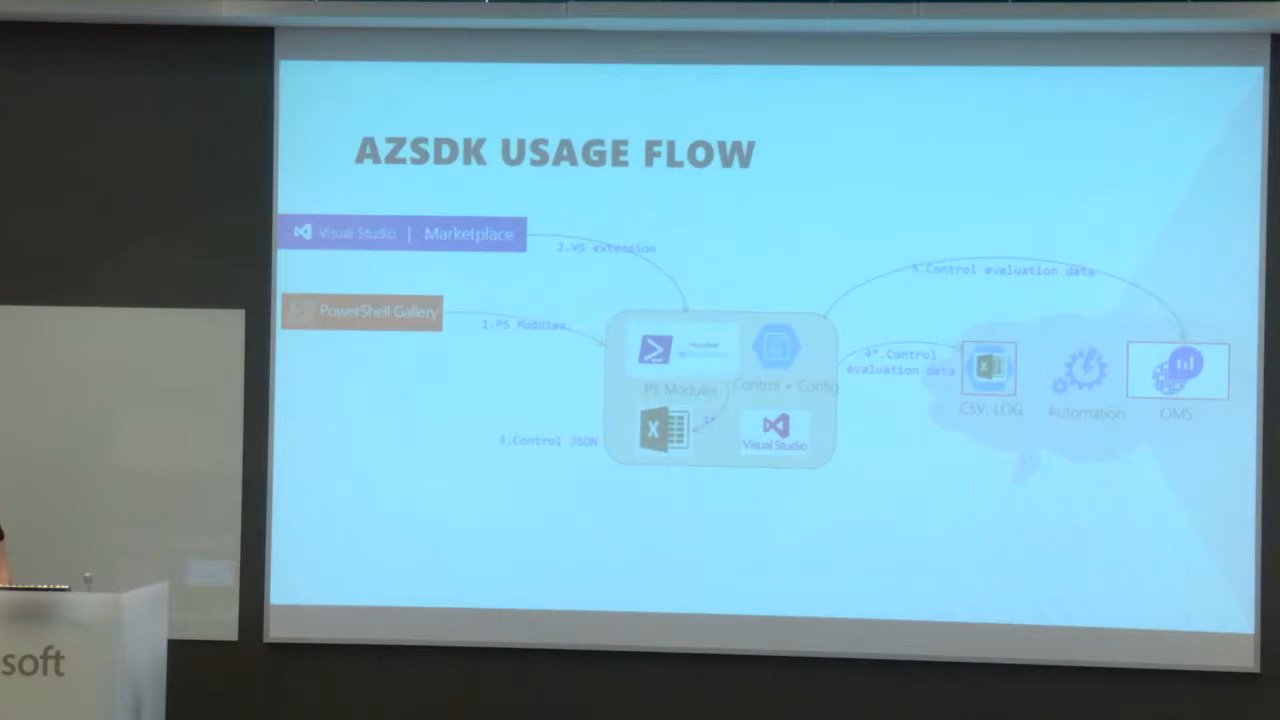 AZSDK USAGE FLOW
Visual Studio | Marketplace
2.VS extension
PowerShell Gallery
1.PS Modules
5.Control evaluation data
4*.Control
evaluation data
PS Modules
Control + Config
3.Control JSON
Visual Studio
CSV; LOG
Automation
OMS
soft